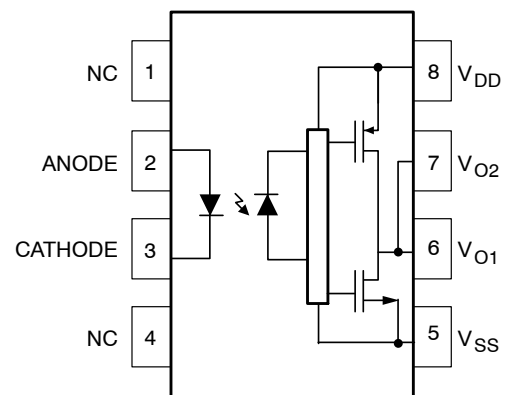 NC 1
ANODE 2
CATHODE 3
NC 4
8 VDD
7 VO2
6 VO1
5 VSS